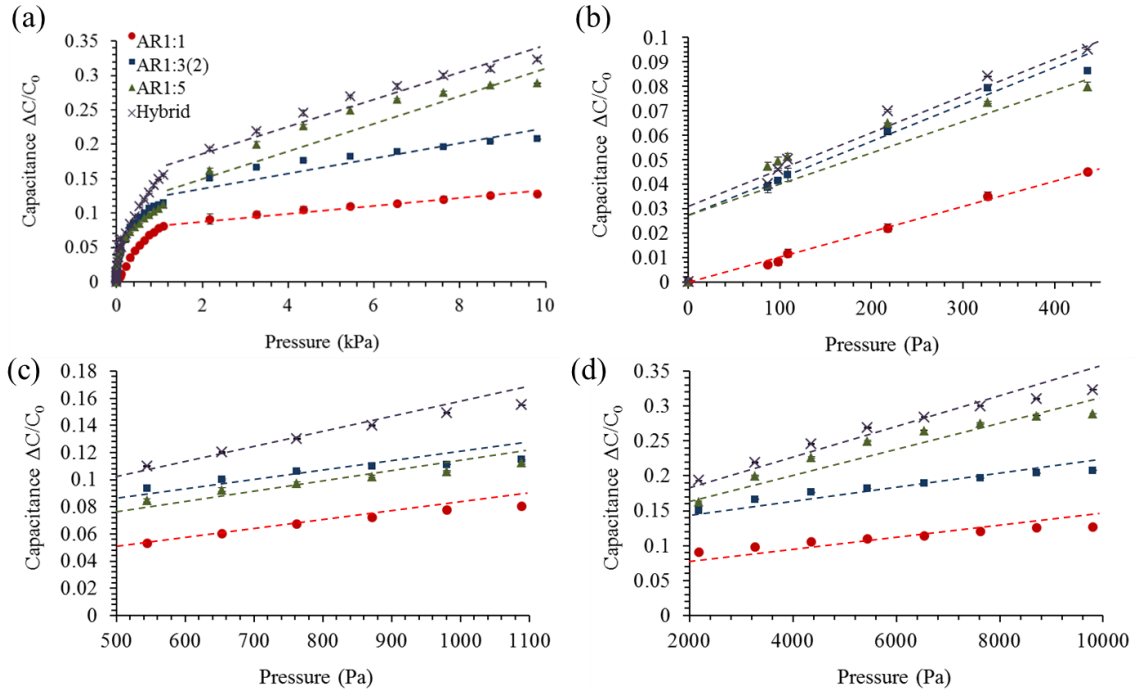 (a)
Capacitance ΔC/C₀
0.35
0.3
0.25
0.2
0.15
0.1
0.05
0
AR1:1
AR1:3(2)
AR1:5
Hybrid
0 2 4 6 8 10
Pressure (kPa)
(b)
Capacitance ΔC/C₀
0.1
0.09
0.08
0.07
0.06
0.05
0.04
0.03
0.02
0.01
0
0 100 200 300 400
Pressure (Pa)
(c)
Capacitance ΔC/C₀
0.18
0.16
0.14
0.12
0.1
0.08
0.06
0.04
0.02
0
500 600 700 800 900 1000 1100
Pressure (Pa)
(d)
Capacitance ΔC/C₀
0.35
0.3
0.25
0.2
0.15
0.1
0.05
0
2000 4000 6000 8000 10000
Pressure (Pa)